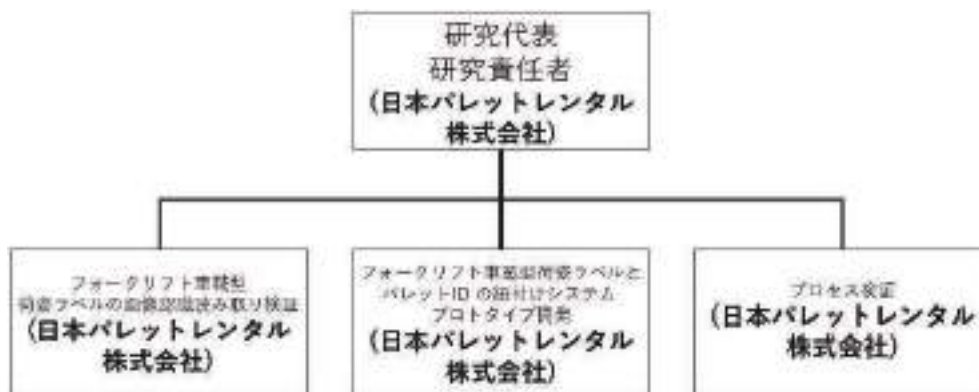 研究代表
研究責任者
(日本パレットレンタル
株式会社)
フォークリフト車載型
荷姿ラベルの画像認識読み取り検証
(日本パレットレンタル
株式会社)
フォークリフト車載型荷姿ラベルと
パレットIDの紐付けシステム
プロトタイプ開発
(日本パレットレンタル
株式会社)
プロセス検証
(日本パレットレンタル
株式会社)